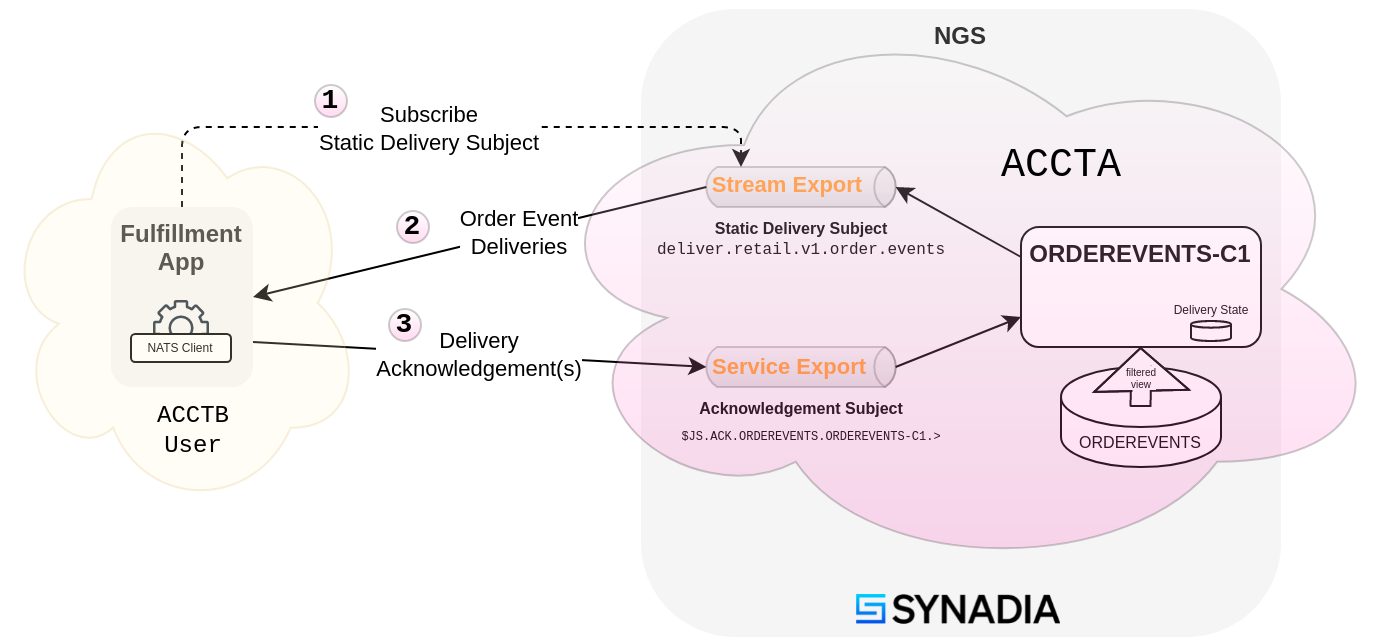 NGS
1
Subscribe
Static Delivery Subject
ACCTA
Stream Export
Static Delivery Subject
deliver.retail.v1.order.events
2
Order Event
Deliveries
Fulfillment
App
NATS Client
ORDEREVENTS-C1
Delivery State
3
Delivery
Acknowledgement(s)
Service Export
Acknowledgement Subject
$JS.ACK.ORDEREVENTS.ORDEREVENTS-C1.>
filtered
view
ORDEREVENTS
ACCTB
User
SYNADIA